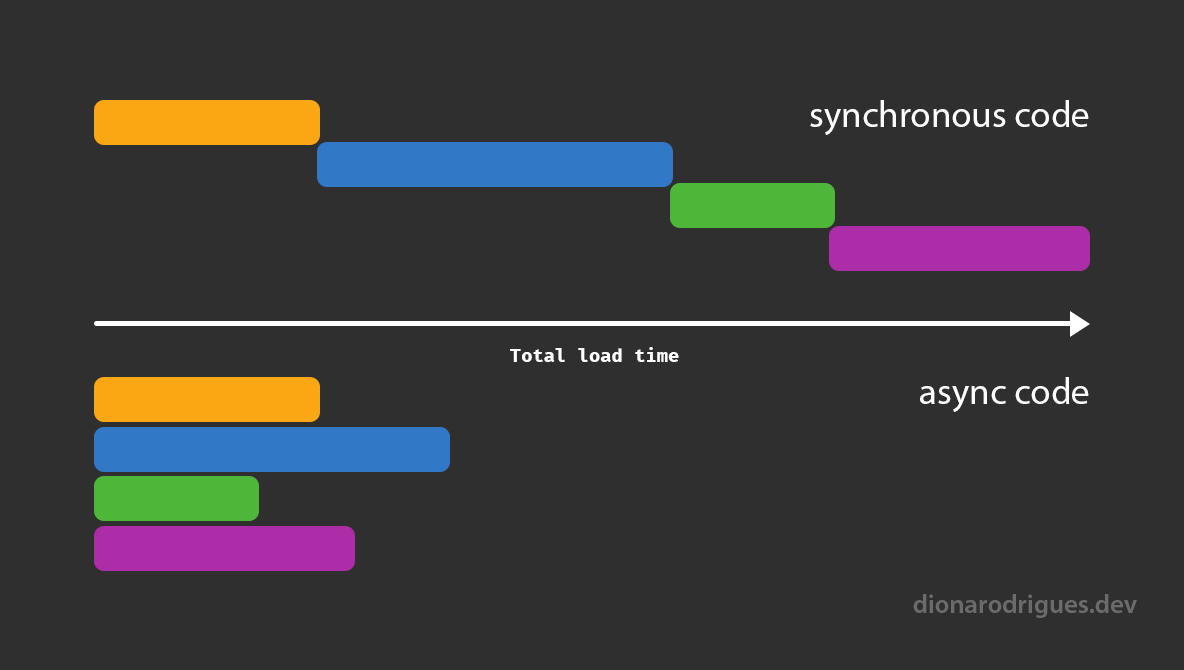 synchronous code
Total load time
async code
dionarodrigues.dev